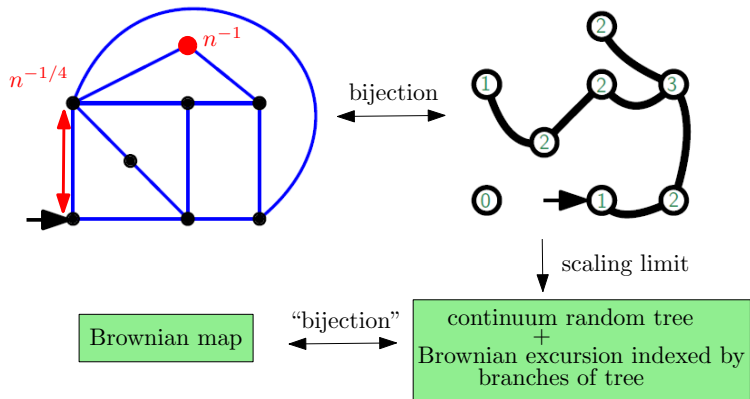 n^{-1}
n^{-1/4}
bijection
2
1
2
3
2
0
1
2
scaling limit
Brownian map
“bijection”
continuum random tree
+
Brownian excursion indexed by
branches of tree